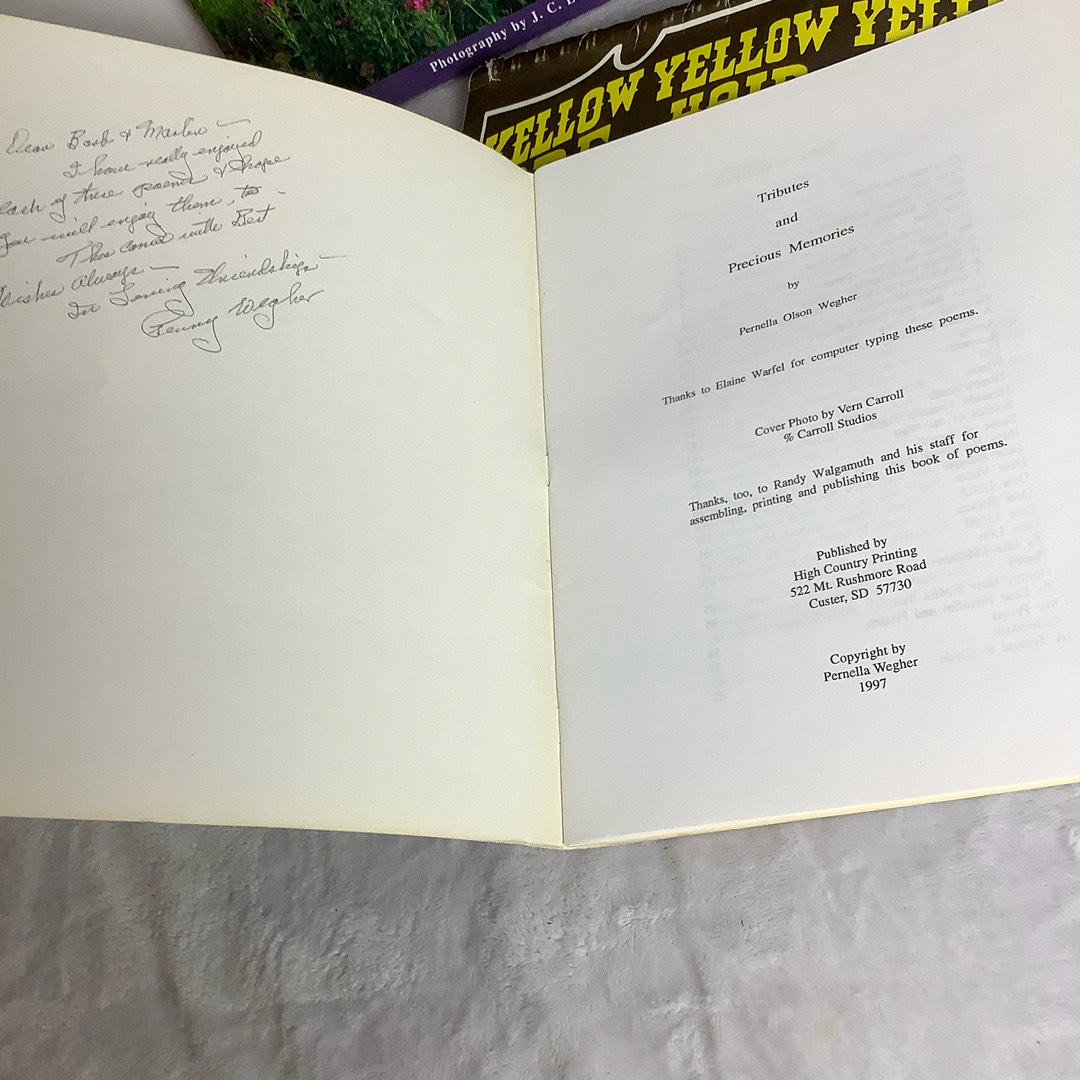 Photography by J. C.
YELLOW YELLOW
HAIR
Dear Barb & Marlin —
I have really enjoyed
each of these poems & hope
you will enjoy them, too -
This comes with Best
Wishes Always —
In Loving Friendship —
Penny Wegher
Tributes
and
Precious Memories
by
Pernella Olson Wegher
Thanks to Elaine Warfel for computer typing these poems.
Cover Photo by Vern Carroll
% Carroll Studios
Thanks, too, to Randy Walgamuth and his staff for
assembling, printing and publishing this book of poems.
Published by
High Country Printing
522 Mt. Rushmore Road
Custer, SD 57730
Copyright by
Pernella Wegher
1997